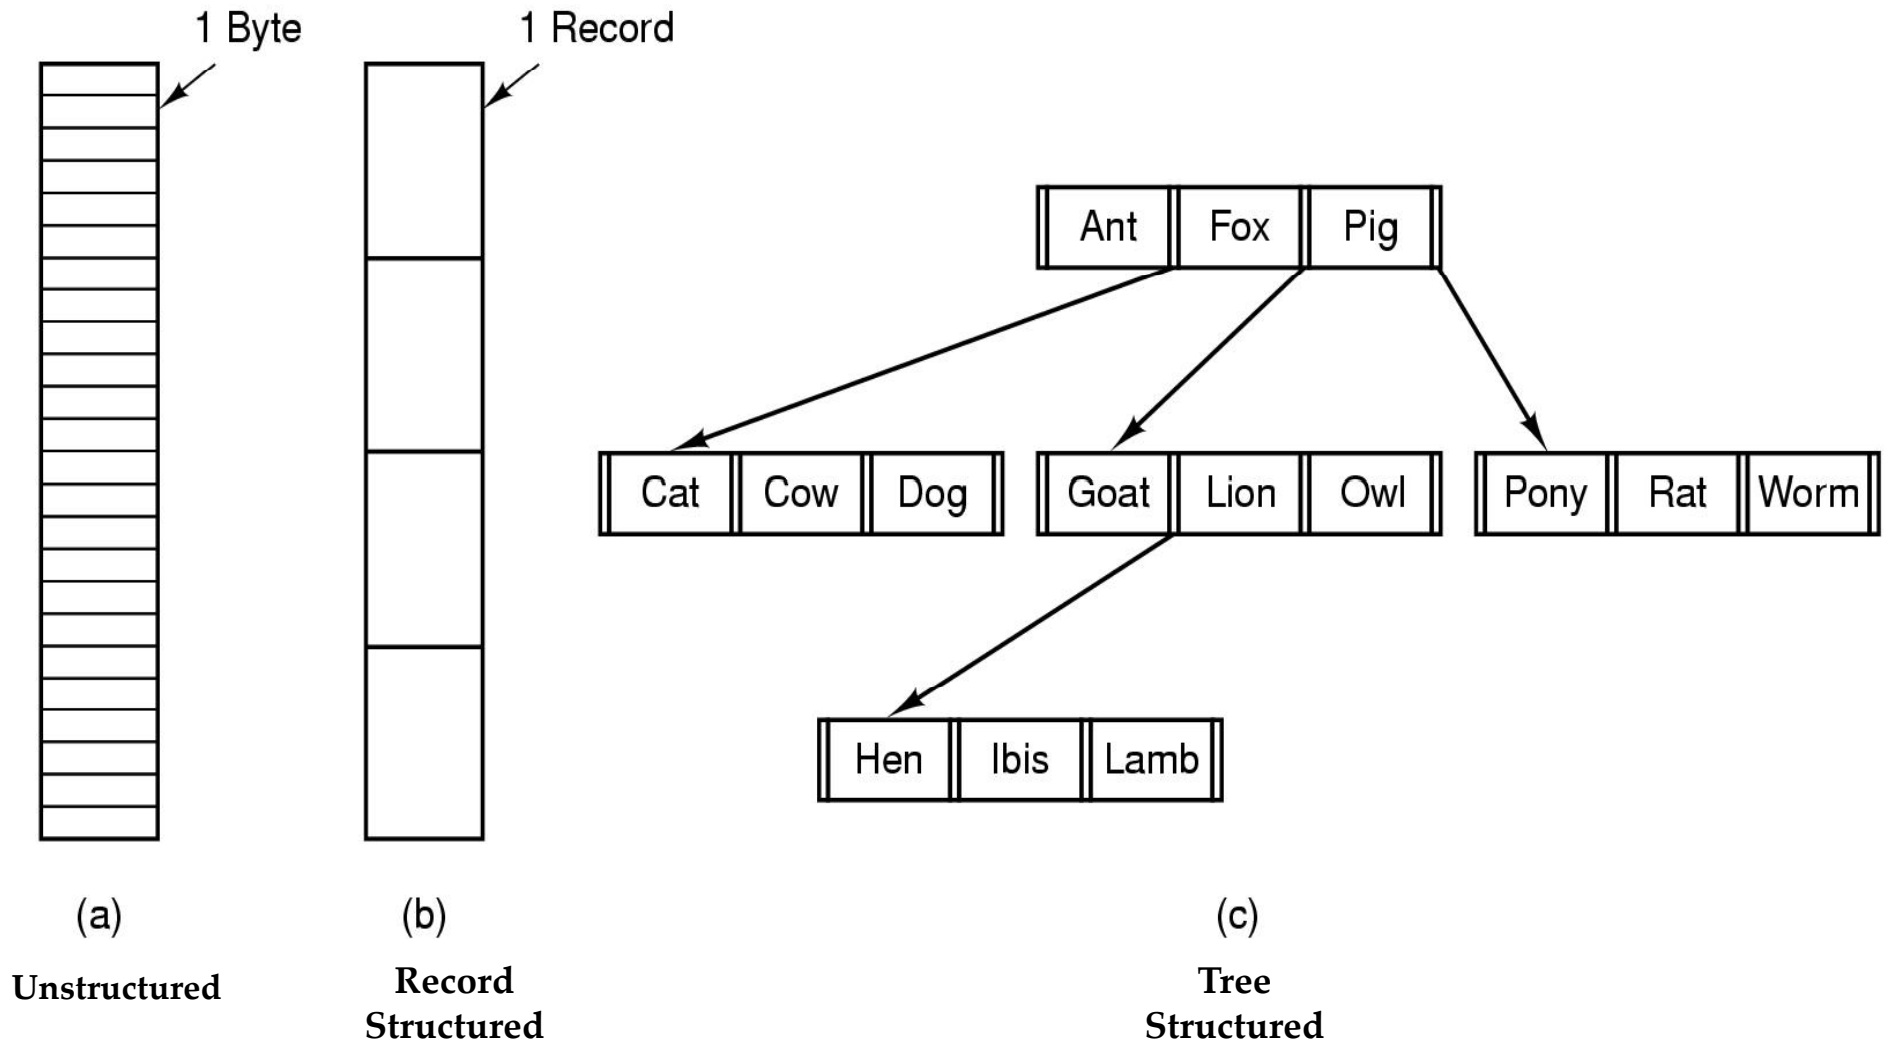 1 Byte
1 Record
Ant Fox Pig
Cat Cow Dog
Goat Lion Owl
Pony Rat Worm
Hen Ibis Lamb
(a)
Unstructured
(b)
Record
Structured
(c)
Tree
Structured